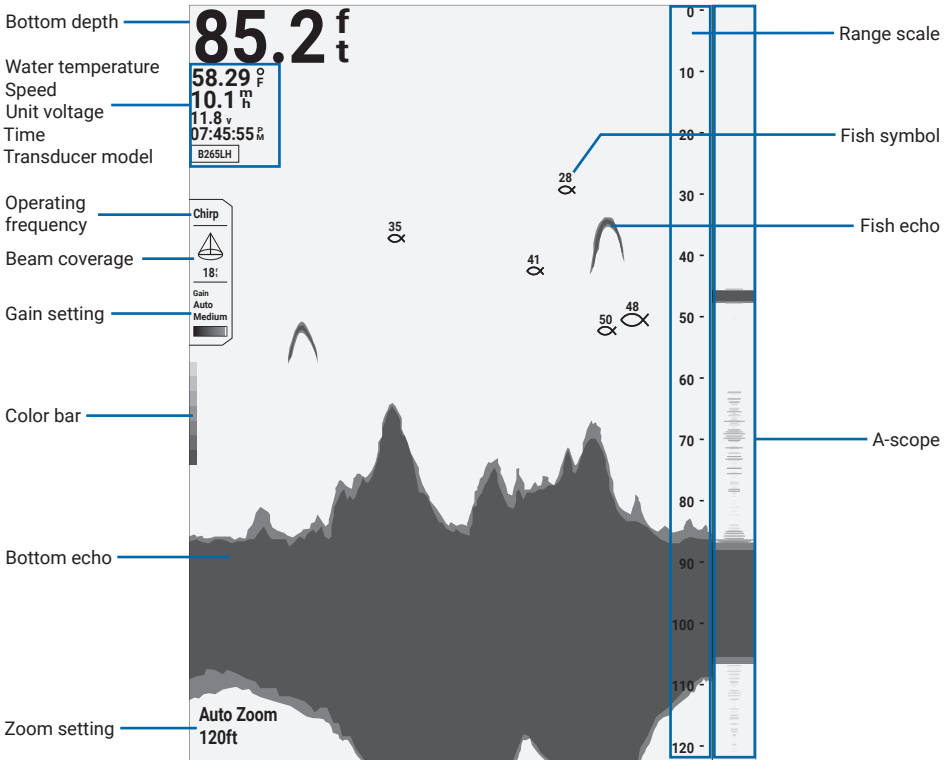 Bottom depth
85.2 ft
Water temperature
Speed
Unit voltage
Time
Transducer model
58.29 °F
10.1 mh
11.8 v
07:45:55 PM
B265LH
Operating
frequency
Chirp
Beam coverage
18°
Gain setting
Gain
Auto
Medium
Color bar
Bottom echo
Zoom setting
Auto Zoom
120ft
35
28
41
50
48
0
10
20
30
40
50
60
70
80
90
100
110
120
Range scale
Fish symbol
Fish echo
A-scope